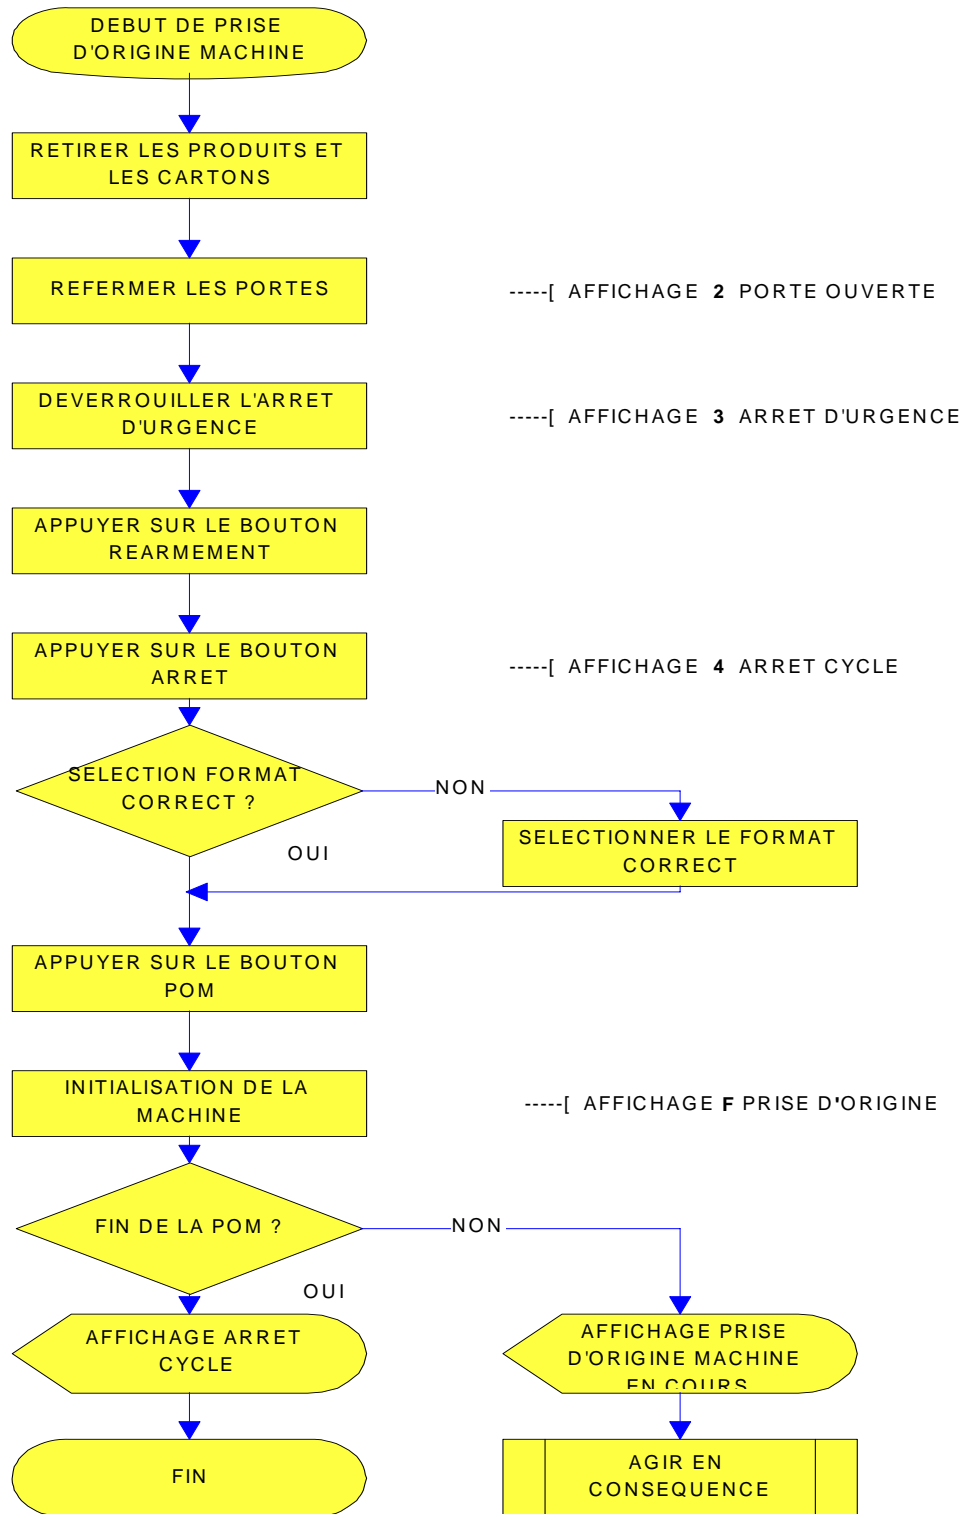 DEBUT DE PRISE
D'ORIGINE MACHINE
RETIRER LES PRODUITS ET
LES CARTONS
REFERMER LES PORTES
-----[ AFFICHAGE 2 PORTE OUVERTE
DEVERROUILLER L'ARRET
D'URGENCE
-----[ AFFICHAGE 3 ARRET D'URGENCE
APPUYER SUR LE BOUTON
REARMEMENT
APPUYER SUR LE BOUTON
ARRET
-----[ AFFICHAGE 4 ARRET CYCLE
SELECTION FORMAT
CORRECT ?
NON
SELECTIONNER LE FORMAT
CORRECT
OUI
APPUYER SUR LE BOUTON
POM
INITIALISATION DE LA
MACHINE
-----[ AFFICHAGE F PRISE D'ORIGINE
FIN DE LA POM ?
NON
OUI
AFFICHAGE ARRET
CYCLE
AFFICHAGE PRISE
D'ORIGINE MACHINE
EN COURS
FIN
AGIR EN
CONSEQUENCE